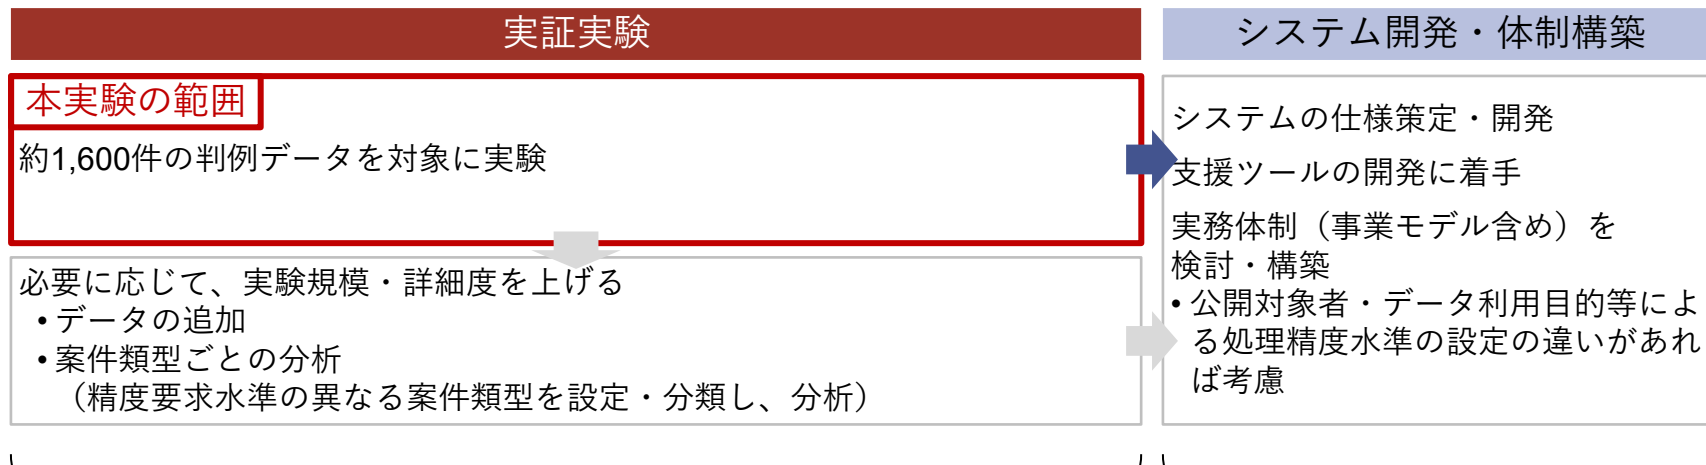 実証実験
本実験の範囲
約1,600件の判例データを対象に実験
必要に応じて、実験規模・詳細度を上げる
•データの追加
•案件類型ごとの分析
（精度要求水準の異なる案件類型を設定・分類し、分析）
システム開発・体制構築
システムの仕様策定・開発
支援ツールの開発に着手
実務体制（事業モデル含め）を
検討・構築
•公開対象者・データ利用目的等によ
る処理精度水準の設定の違いがあれ
ば考慮